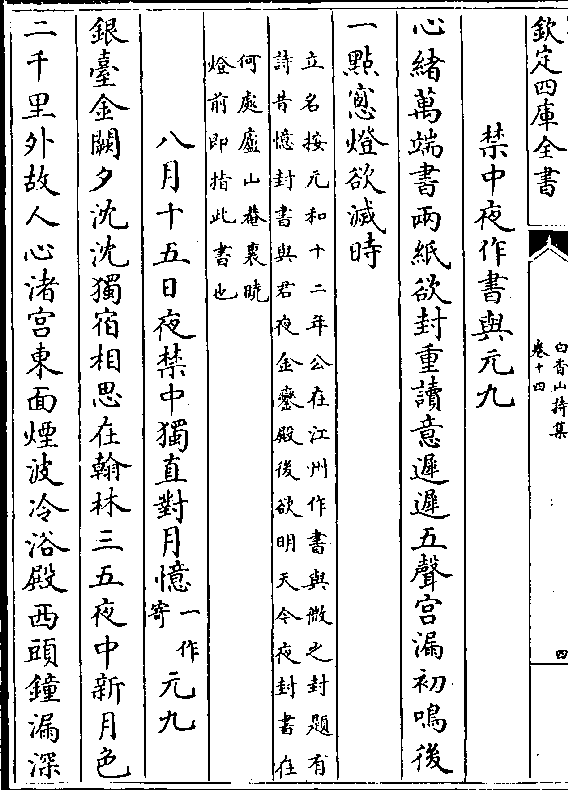 欽定四庫全書
白香山詩集
卷十四
四
禁中夜作書與元九
心緒萬端書兩紙欲封重讀意遲遲五聲宮漏初鳴後
一點窻燈欲滅時
立名按元和十二年公在江州作書與微之封題有
詩昔憶封書與君夜金鑾殿後欲明天今夜封書在
何處廬山菴裏曉
燈前即指此書也
八月十五日夜禁中獨直對月憶一作寄元九
銀臺金闕夕沈沈獨宿相思在翰林三五夜中新月色
二千里外故人心渚宮東面煙波冷浴殿西頭鐘漏深